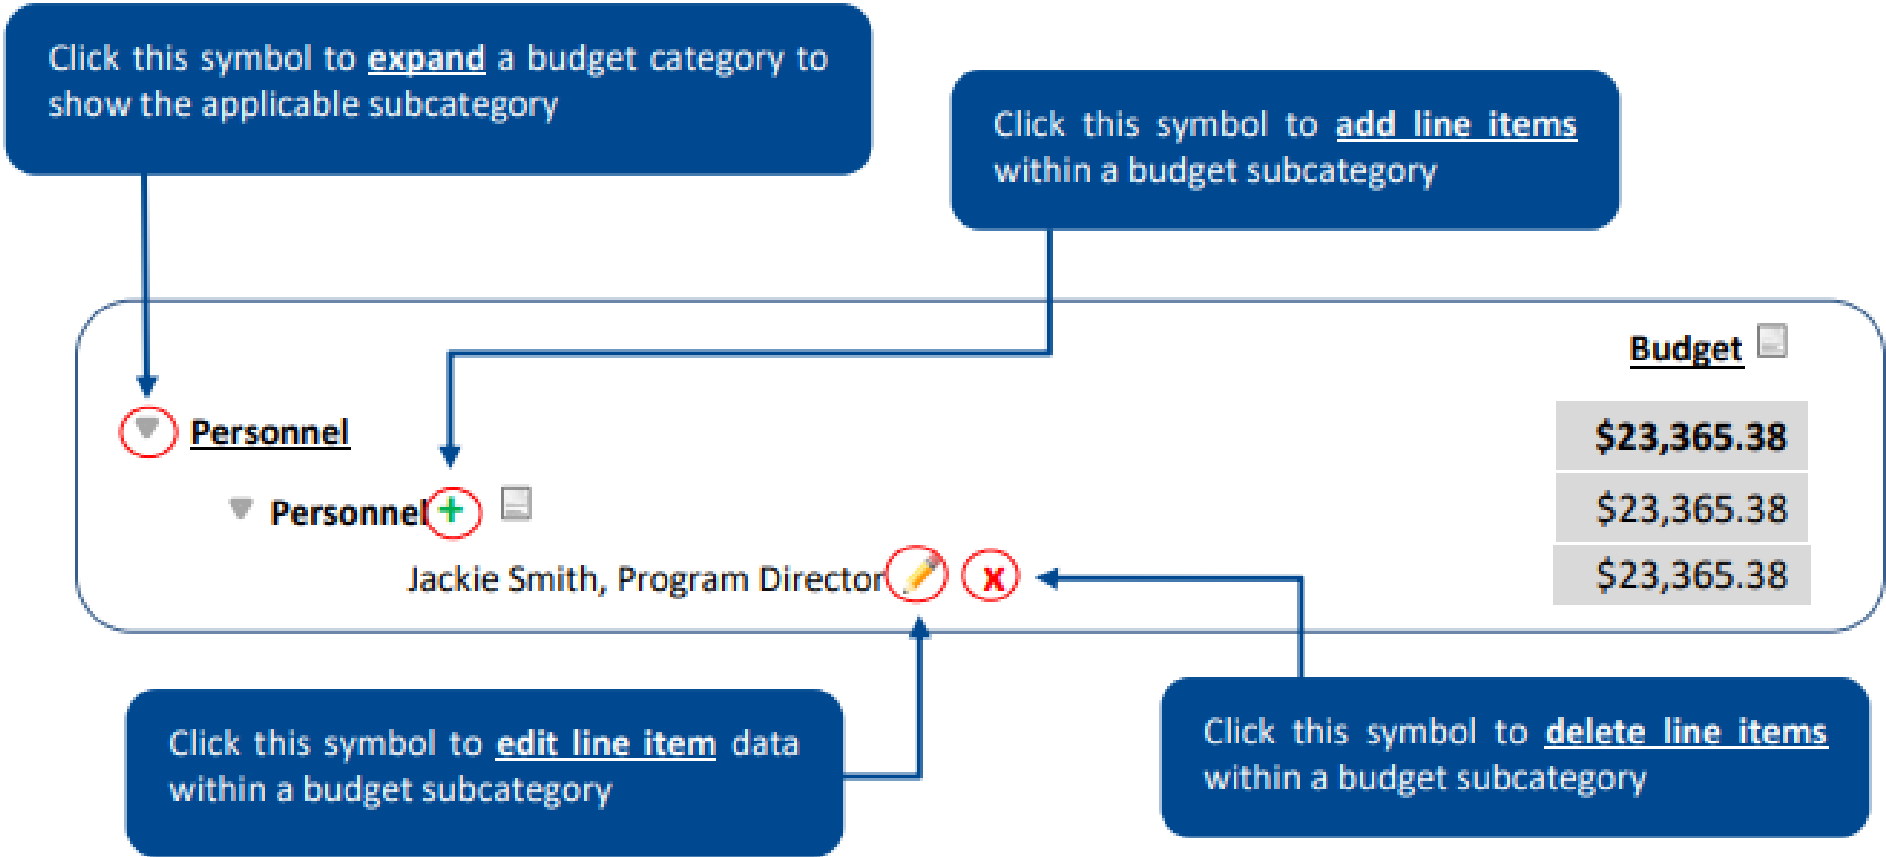 Click this symbol to expand a budget category to
show the applicable subcategory
Click this symbol to add line items
within a budget subcategory
Budget
Personnel
$23,365.38
Personnel +
$23,365.38
Jackie Smith, Program Director x
$23,365.38
Click this symbol to edit line item data
within a budget subcategory
Click this symbol to delete line items
within a budget subcategory